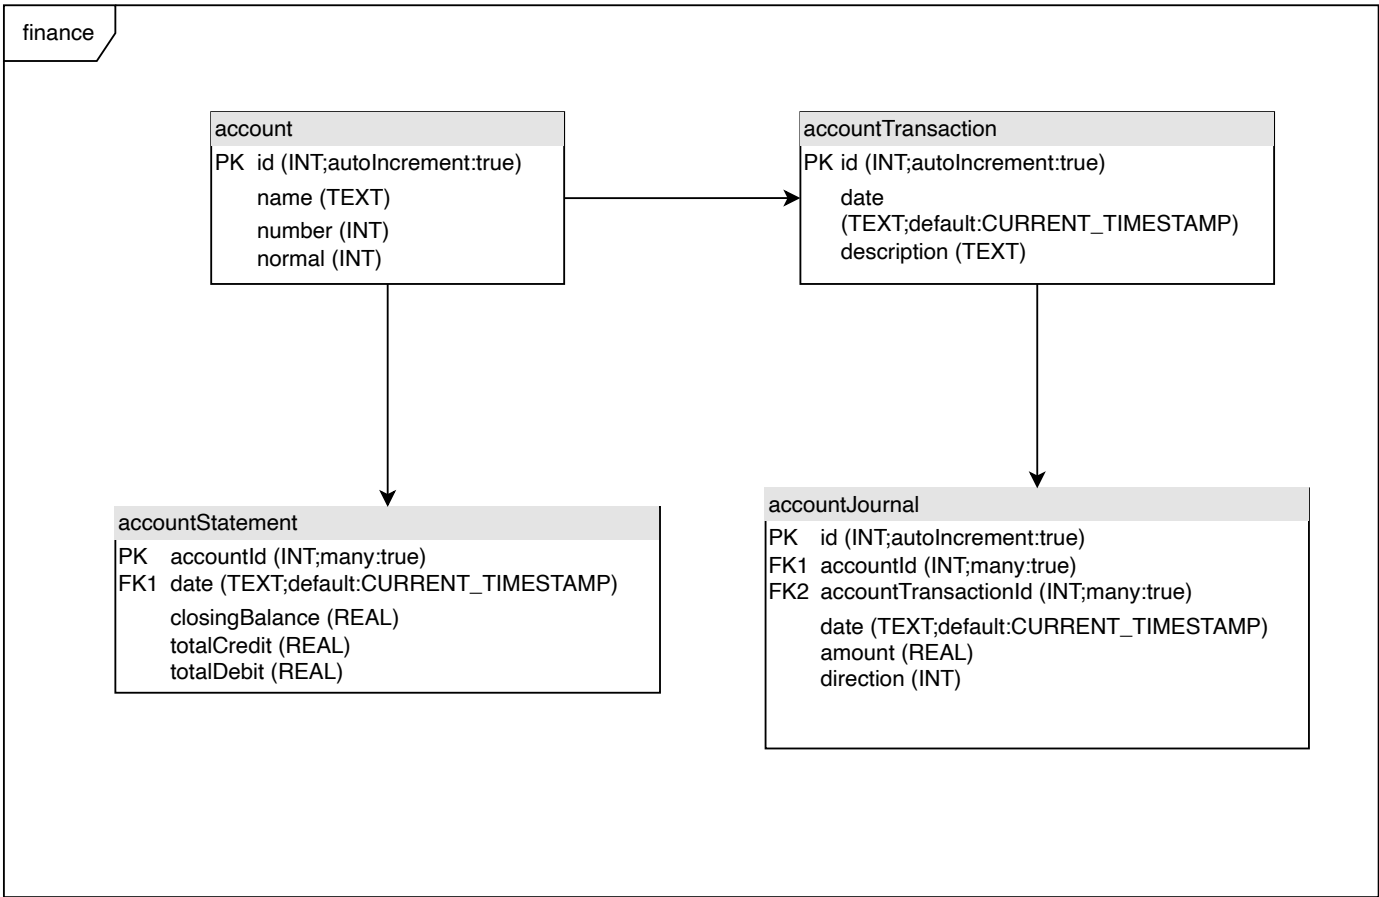 finance
account
PK id (INT;autoIncrement:true)
name (TEXT)
number (INT)
normal (INT)
accountTransaction
PK id (INT;autoIncrement:true)
date
(TEXT;default:CURRENT_TIMESTAMP)
description (TEXT)
accountStatement
PK accountId (INT;many:true)
FK1 date (TEXT;default:CURRENT_TIMESTAMP)
closingBalance (REAL)
totalCredit (REAL)
totalDebit (REAL)
accountJournal
PK id (INT;autoIncrement:true)
FK1 accountId (INT;many:true)
FK2 accountTransactionId (INT;many:true)
date (TEXT;default:CURRENT_TIMESTAMP)
amount (REAL)
direction (INT)